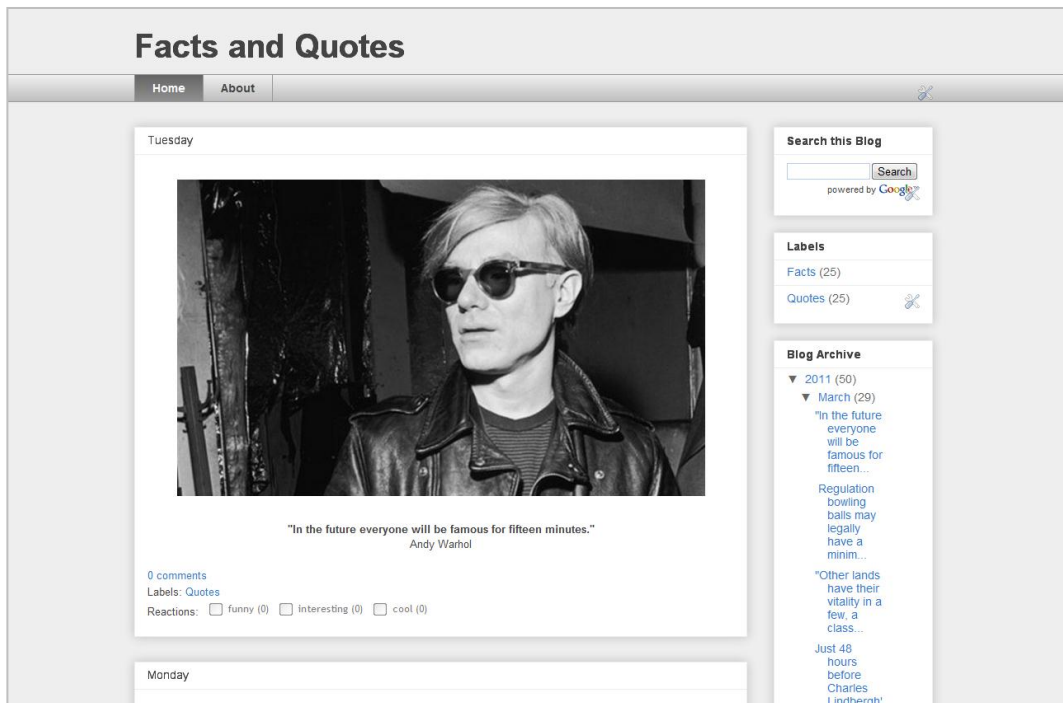 Facts and Quotes
Home About
Tuesday
"In the future everyone will be famous for fifteen minutes."
Andy Warhol
0 comments
Labels: Quotes
Reactions: funny (0) interesting (0) cool (0)
Monday
Search this Blog
Search
powered by Google™
Labels
Facts (25)
Quotes (25)
Blog Archive
▼ 2011 (50)
▼ March (29)
"In the future
everyone
will be
famous for
fifteen...
Regulation
bowling
balls may
legally
have a
minim...
"Other lands
have their
vitality in a
few, a
class...
Just 48
hours
before
Charles
Lindbergh'